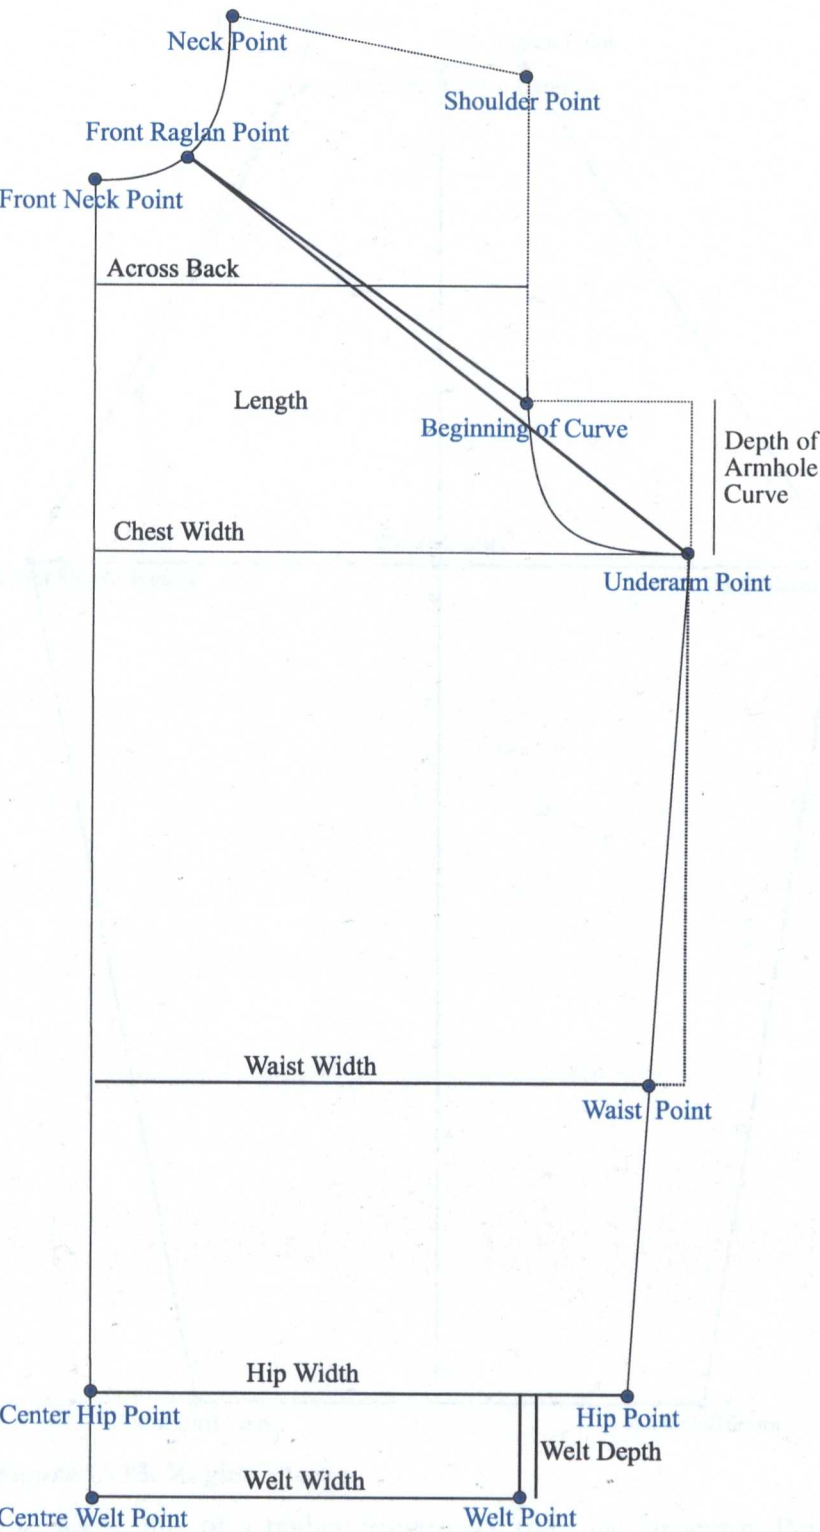 Neck Point
Shoulder Point
Front Raglan Point
Front Neck Point
Across Back
Length
Beginning of Curve
Depth of
Armhole
Curve
Chest Width
Underarm Point
Waist Width
Waist Point
Hip Width
Center Hip Point
Hip Point
Welt Depth
Welt Width
Centre Welt Point
Welt Point